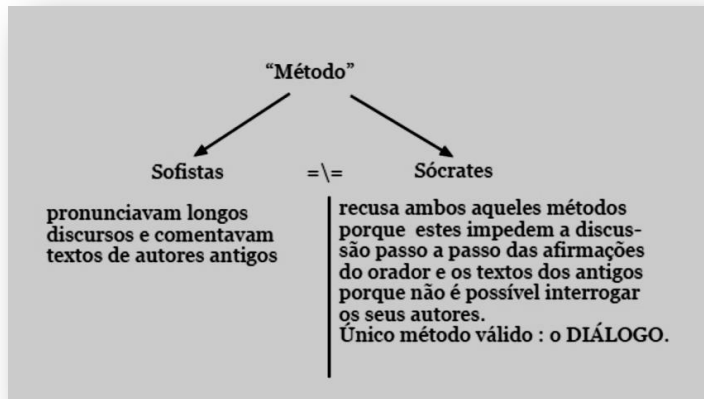 “Método”
Sofistas =\= Sócrates
pronunciavam longos
discursos e comentavam
textos de autores antigos
recusa ambos aqueles métodos
porque estes impedem a discus-
são passo a passo das afirmações
do orador e os textos dos antigos
porque não é possível interrogar
os seus autores.
Único método válido : o DIÁLOGO.